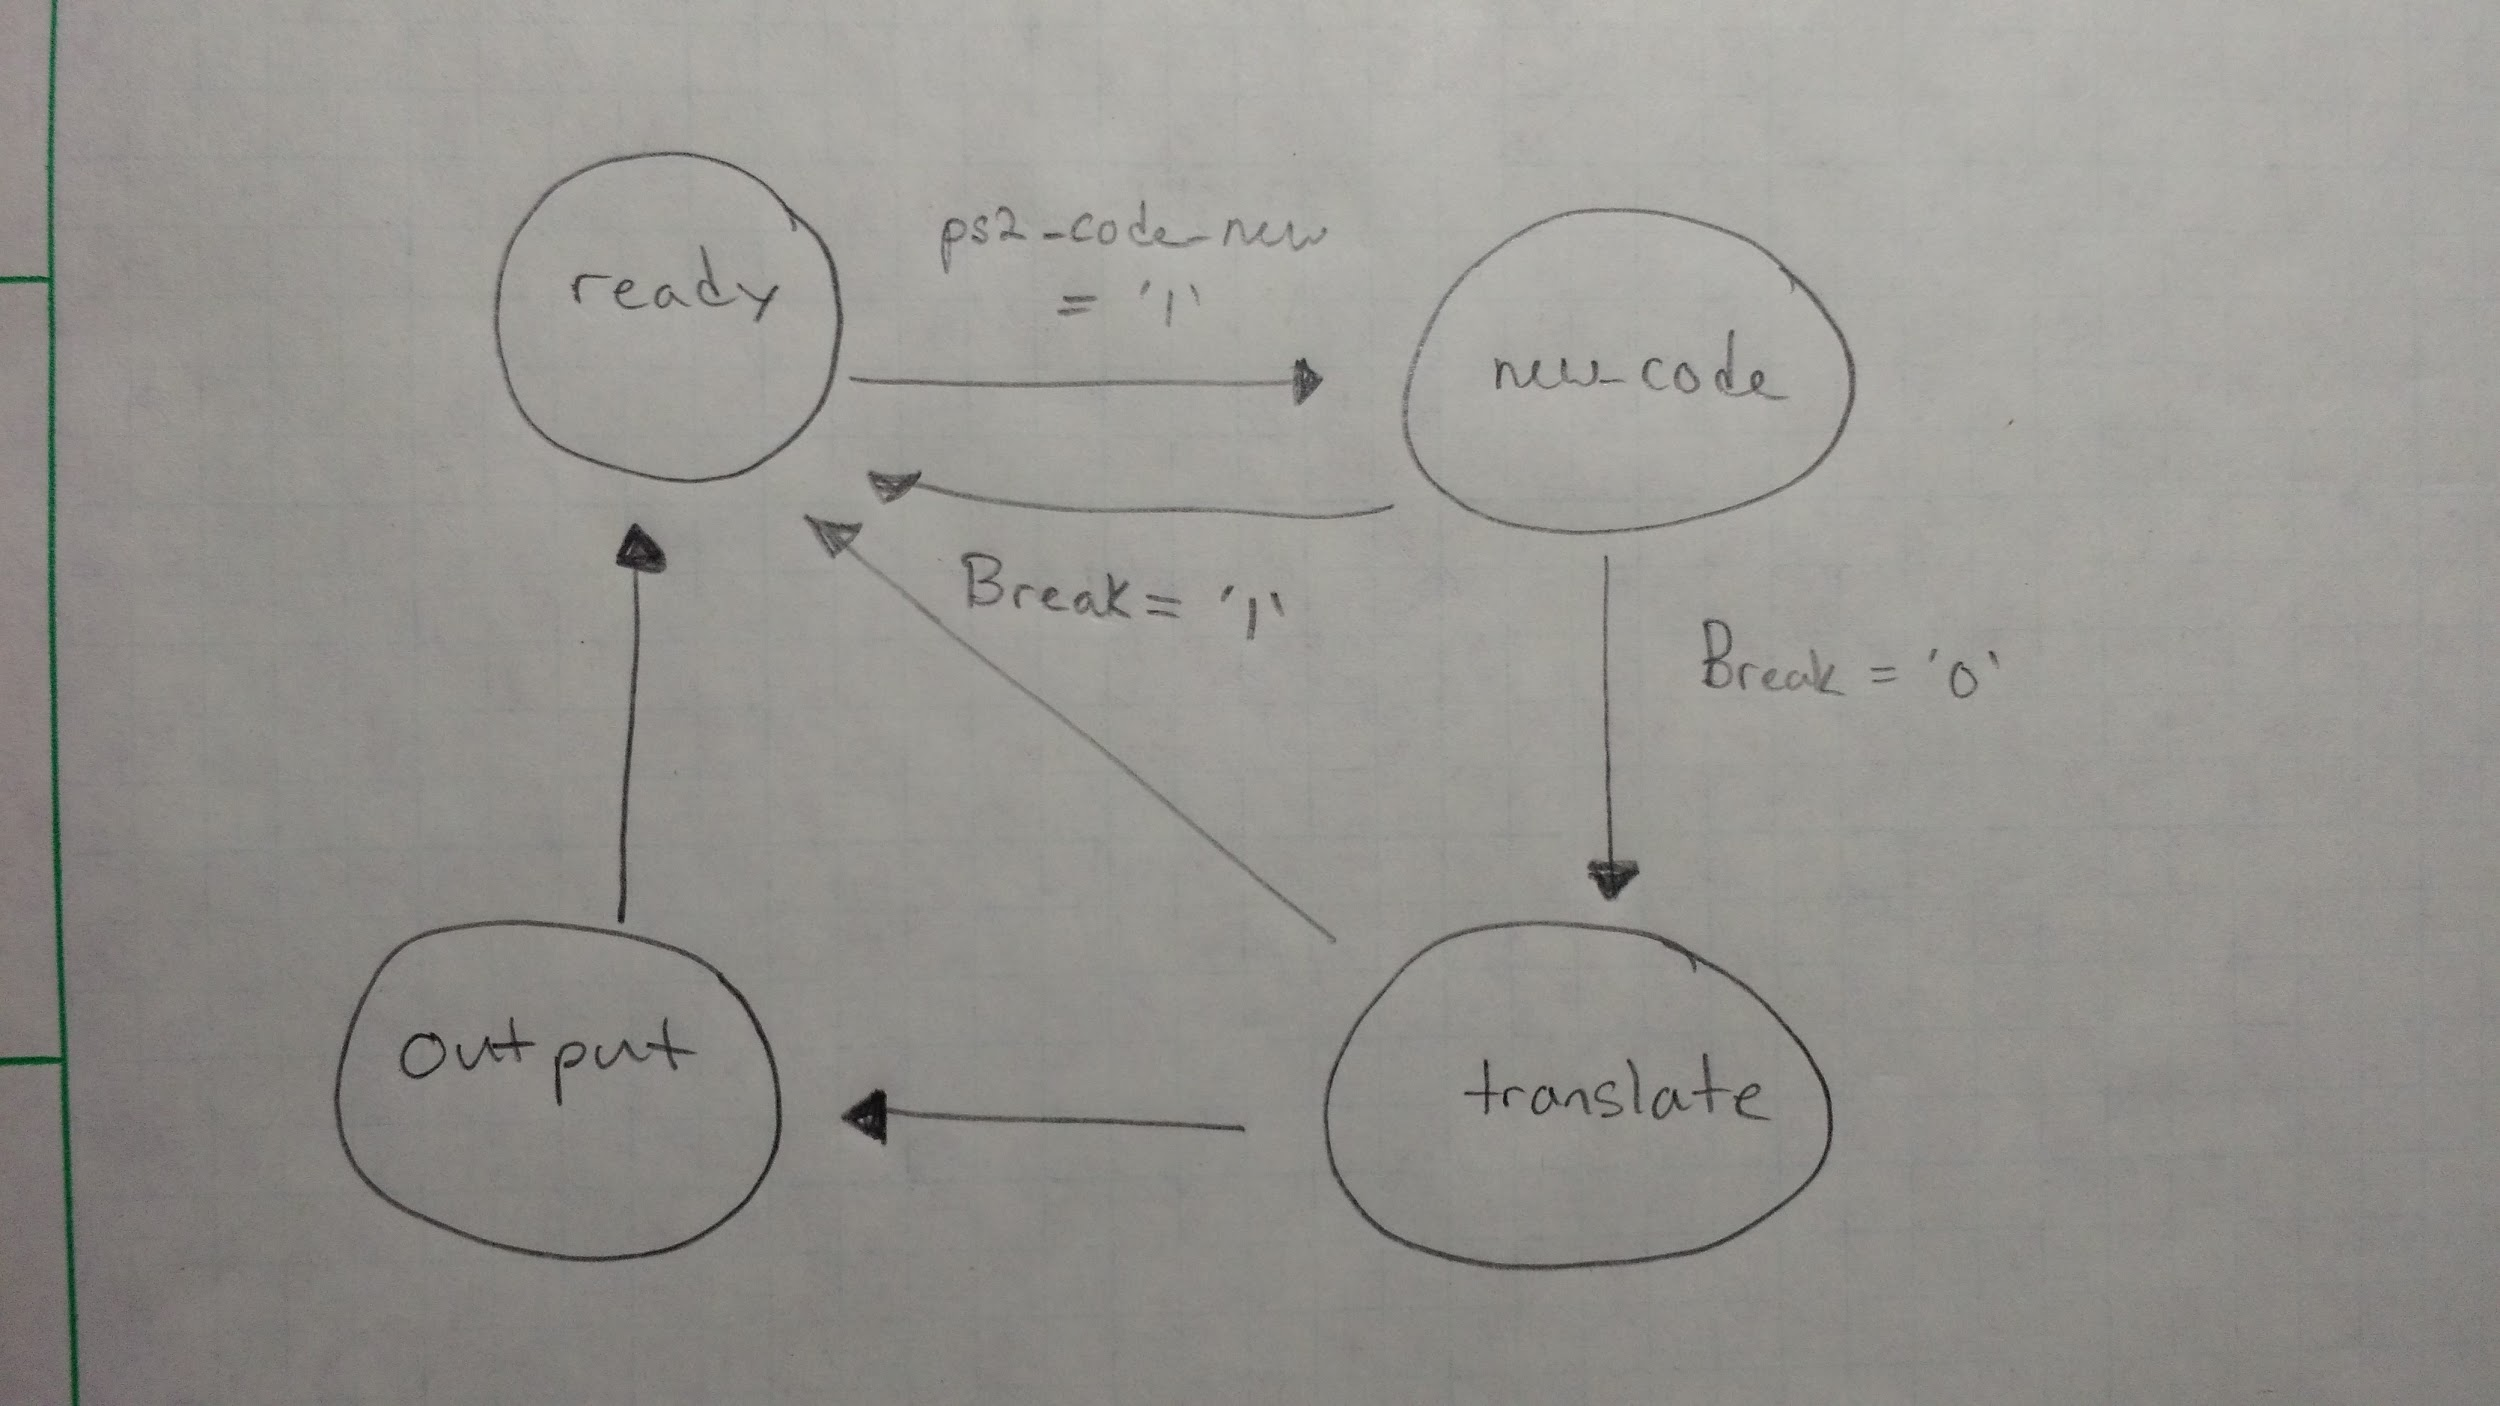 ready
ps2-code-new
= '1'
new-code
Break = '1'
Break = '0'
output
translate